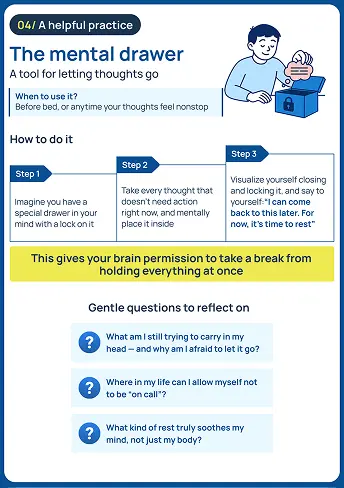 04/ A helpful practice
The mental drawer
A tool for letting thoughts go
When to use it?
Before bed, or anytime your thoughts feel nonstop
How to do it
Step 1
Imagine you have a
special drawer in your
mind with a lock on it
Step 2
Take every thought that
doesn't need action
right now, and mentally
place it inside
Step 3
Visualize yourself closing
and locking it, and say to
yourself:"I can come
back to this later. For
now, it's time to rest"
This gives your brain permission to take a break from
holding everything at once
Gentle questions to reflect on
?
What am I still trying to carry in my
head — and why am I afraid to let it go?
?
Where in my life can I allow myself not
to be "on call"?
?
What kind of rest truly soothes my
mind, not just my body?